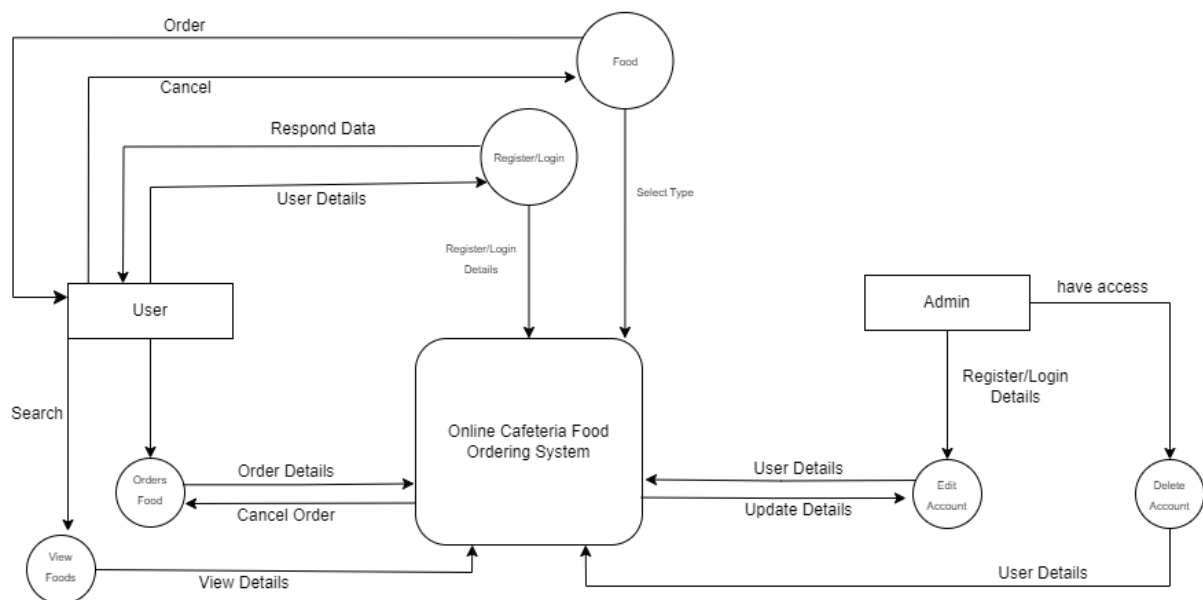 Order
Food
Cancel
Respond Data
Register/Login
User Details
Select Type
Register/Login
Details
User
Admin
have access
Register/Login
Details
Search
Online Cafeteria Food
Ordering System
Orders
Food
Order Details
Cancel Order
User Details
Update Details
Edit
Account
Delete
Account
View
Foods
View Details
User Details